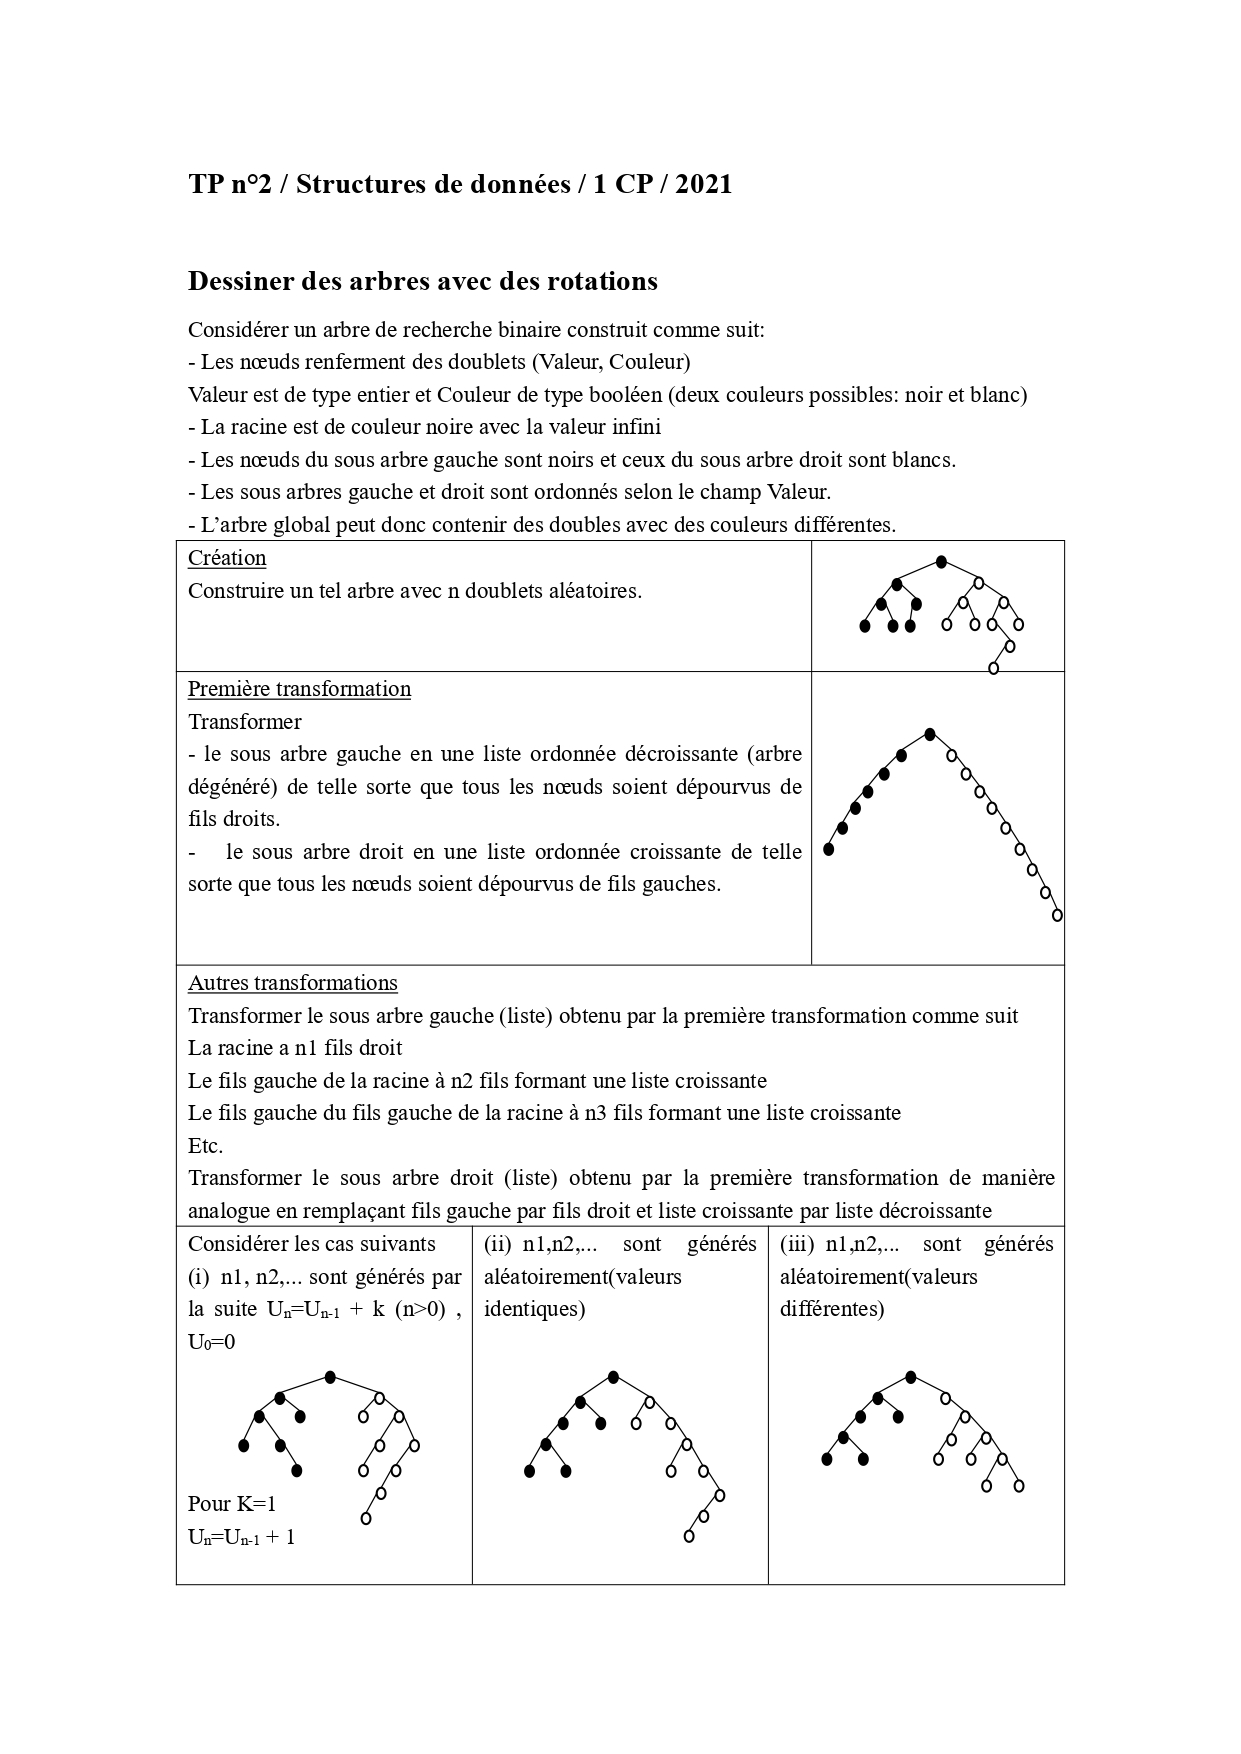 TP n°2 / Structures de données / 1 CP / 2021
Dessiner des arbres avec des rotations
Considérer un arbre de recherche binaire construit comme suit:
- Les nœuds renferment des doublets (Valeur, Couleur)
Valeur est de type entier et Couleur de type booléen (deux couleurs possibles: noir et blanc)
- La racine est de couleur noire avec la valeur infini
- Les nœuds du sous arbre gauche sont noirs et ceux du sous arbre droit sont blancs.
- Les sous arbres gauche et droit sont ordonnés selon le champ Valeur.
- L’arbre global peut donc contenir des doubles avec des couleurs différentes.
Création
Construire un tel arbre avec n doublets aléatoires.
Première transformation
Transformer
- le sous arbre gauche en une liste ordonnée décroissante (arbre
dégénéré) de telle sorte que tous les nœuds soient dépourvus de
fils droits.
- le sous arbre droit en une liste ordonnée croissante de telle
sorte que tous les nœuds soient dépourvus de fils gauches.
Autres transformations
Transformer le sous arbre gauche (liste) obtenu par la première transformation comme suit
La racine a n1 fils droit
Le fils gauche de la racine à n2 fils formant une liste croissante
Le fils gauche du fils gauche de la racine à n3 fils formant une liste croissante
Etc.
Transformer le sous arbre droit (liste) obtenu par la première transformation de manière
analogue en remplaçant fils gauche par fils droit et liste croissante par liste décroissante
Considérer les cas suivants
(i) n1, n2,... sont générés par
la suite Un=Un-1 + k (n>0) ,
U0=0
Pour K=1
Un=Un-1 + 1
(ii) n1,n2,... sont générés
aléatoirement(valeurs
identiques)
(iii) n1,n2,... sont générés
aléatoirement(valeurs
différentes)